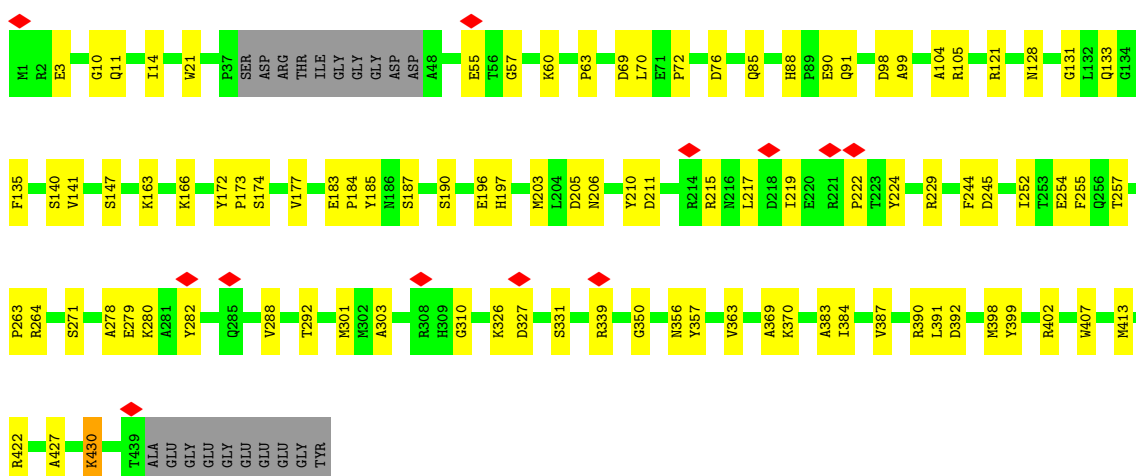 M1 R2 E3 G10 Q11 I14 W21 P37 SER ASP ARG THR ILE GLY GLY GLY ASP ASP A48 E55 T56 G57 K60 P63 D69 L70 E71 P72 D76 Q85 H88 P89 E90 Q91 D98 A99 A104 R105 R121 N128 G131 L132 Q133 G134
F135 S140 V141 S147 K163 K166 Y172 P173 S174 V177 E183 P184 Y185 N186 S187 S190 E196 H197 M203 L204 D205 N206 Y210 D211 R214 R215 N216 L217 D218 I219 E220 R221 P222 T223 Y224 R229 F244 D245 I252 T253 E254 F255 Q256 T257
P263 R264 S271 A278 E279 K280 A281 Y282 Q285 V288 T292 M301 M302 A303 R308 H309 G310 K326 D327 S331 R339 G350 N356 Y357 V363 A369 K370 A383 I384 V387 R390 L391 D392 M398 Y399 R402 W407 M413
R422 A427 K430 T439 ALA GLU GLY GLU GLY GLU GLU GLU GLY TYR